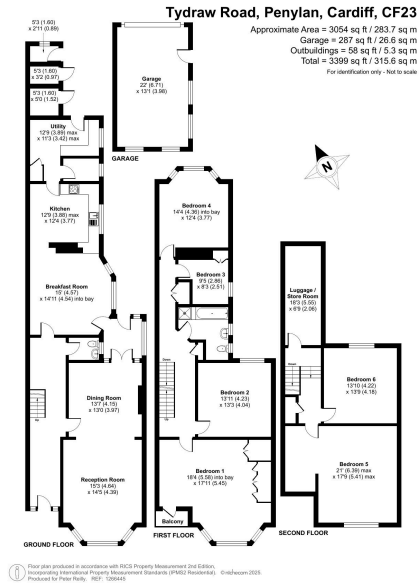 Tydraw Road, Penylan, Cardiff, CF23
Approximate Area = 3054 sq ft / 283.7 sq m
Garage = 287 sq ft / 26.6 sq m
Outbuildings = 58 sq ft / 5.3 sq m
Total = 3399 sq ft / 315.6 sq m
For identification only - Not to scale
5'3 (1.60)
x 2'11 (0.89)
5'3 (1.60)
x 3'2 (0.97)
5'3 (1.60)
x 5'0 (1.52)
Utility
12'9 (3.89) max
x 11'3 (3.42) max
Kitchen
12'9 (3.88) max
x 12'4 (3.77)
Breakfast Room
15' (4.57)
x 14'11 (4.54) into bay
Dining Room
13'7 (4.15)
x 13'0 (3.97)
Up
Reception Room
15'3 (4.64)
x 14'5 (4.39)
GROUND FLOOR
Garage
22' (6.71)
x 13'1 (3.98)
GARAGE
N
Bedroom 4
14'4 (4.36) into bay
x 12'4 (3.77)
Bedroom 3
9'5 (2.86)
x 8'3 (2.51)
Down
Bedroom 2
13'11 (4.23)
x 13'3 (4.04)
Up
Bedroom 1
18'4 (5.58) into bay
x 17'11 (5.45)
Balcony
FIRST FLOOR
Luggage /
Store Room
18'3 (5.55)
x 6'9 (2.06)
Down
Bedroom 6
13'10 (4.22)
x 13'9 (4.18)
Bedroom 5
21' (6.39) max
x 17'9 (5.41) max
SECOND FLOOR
Floor plan produced in accordance with RICS Property Measurement 2nd Edition,
Incorporating International Property Measurement Standards (IPMS2 Residential). © nichecom 2025.
Produced for Peter Reilly. REF: 1266445